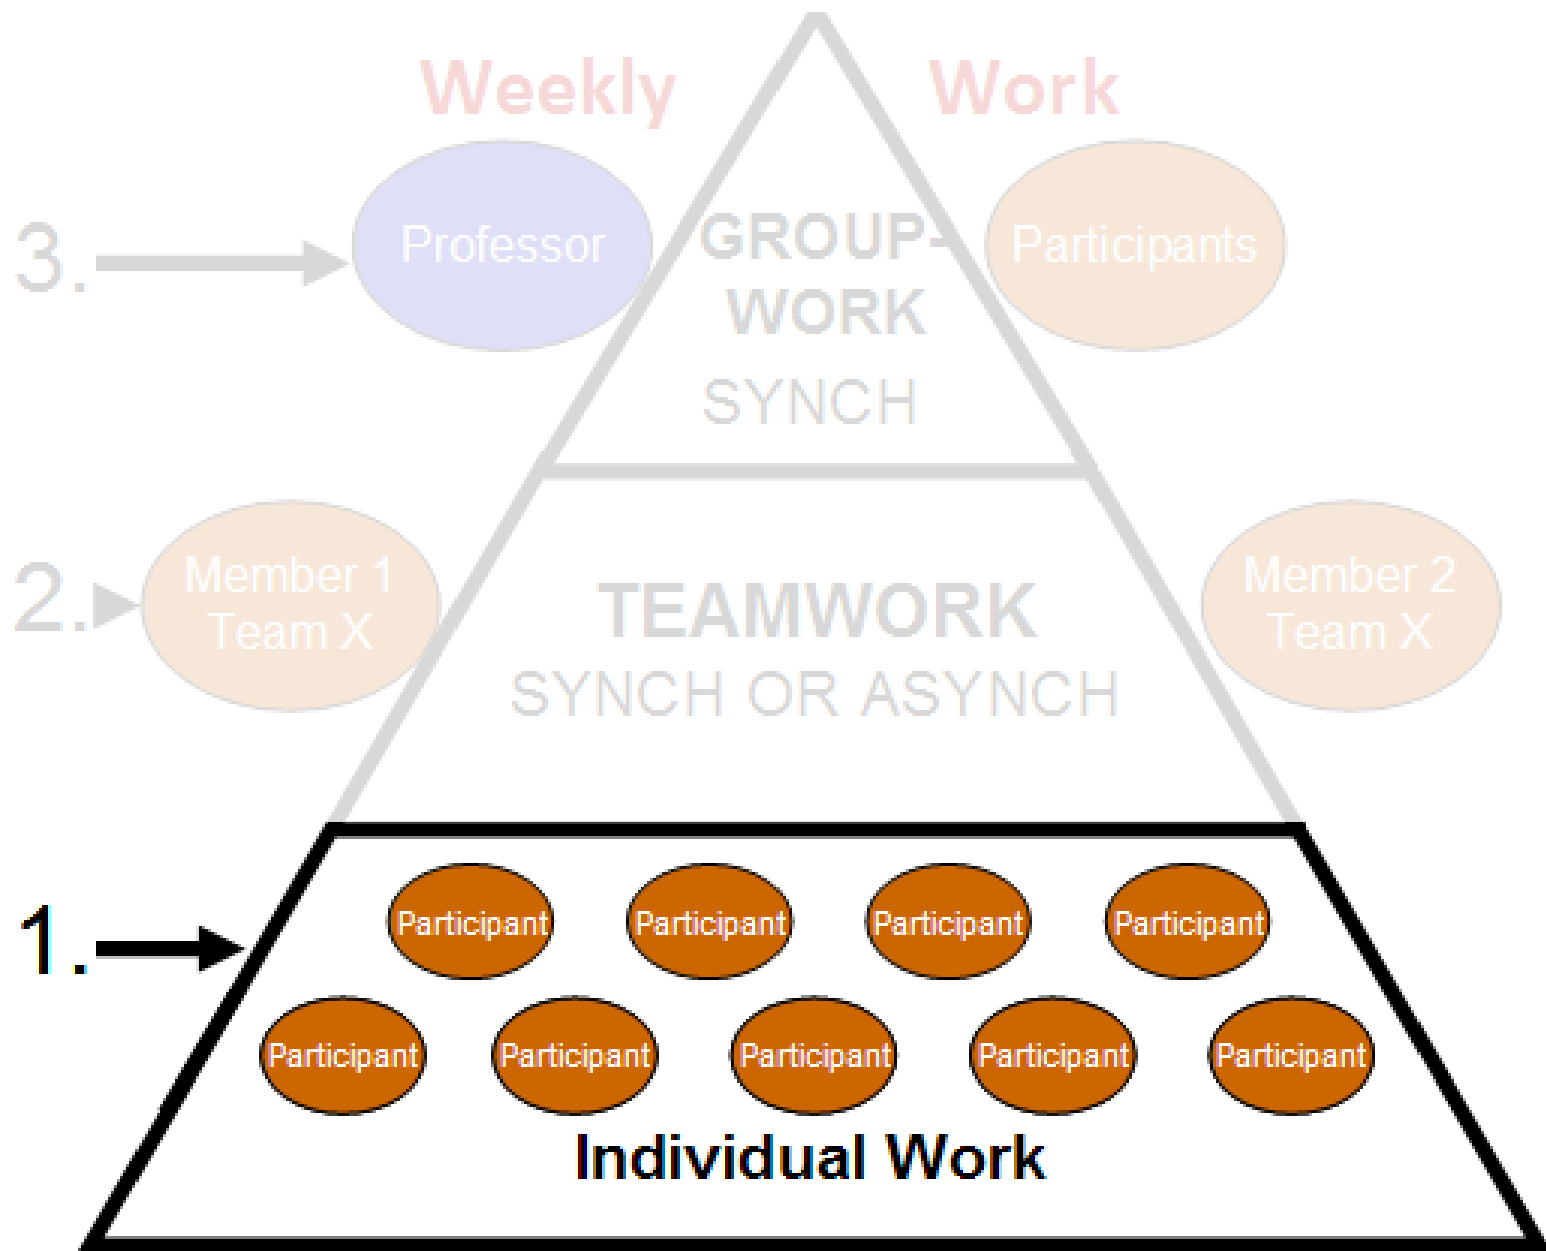 Weekly Work
3. Professor GROUP- Participants
WORK
SYNCH
2. Member 1 Team X
TEAMWORK
SYNCH OR ASYNCH
Member 2 Team X
1.
Participant Participant Participant Participant
Participant Participant Participant Participant Participant
Individual Work